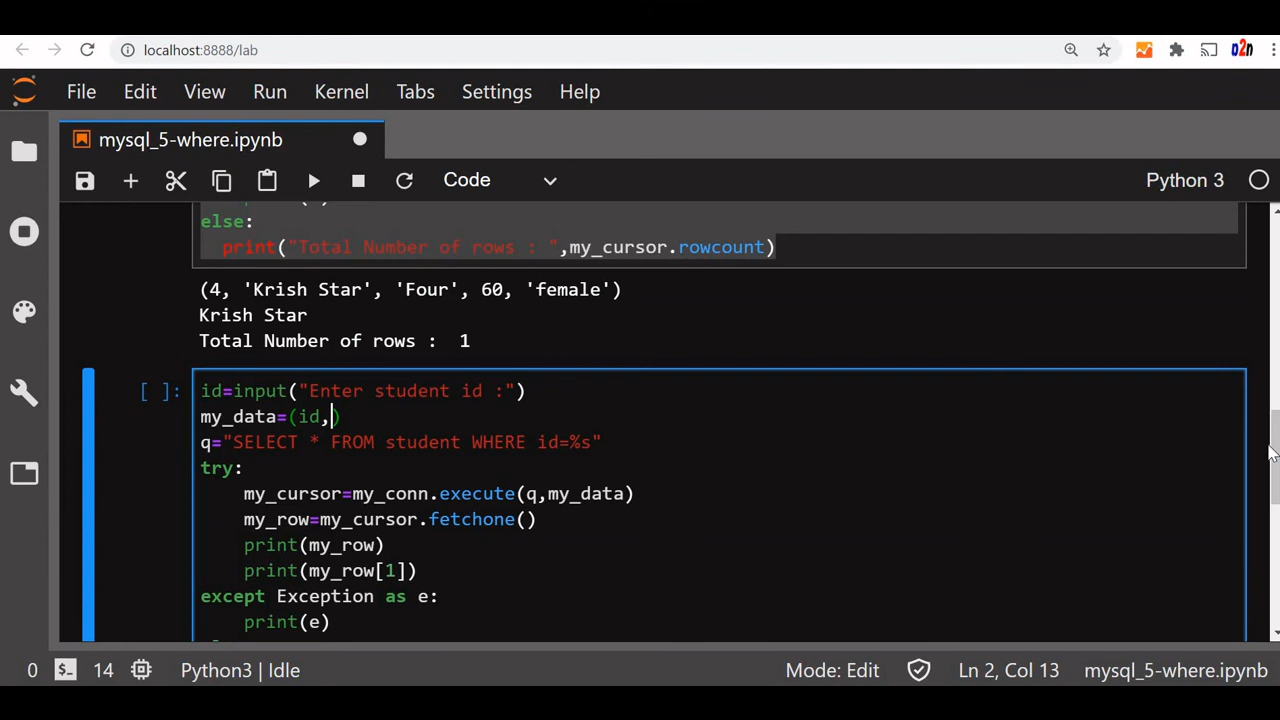 localhost:8888/lab
o2n
File Edit View Run Kernel Tabs Settings Help
mysql_5-where.ipynb
Code Python 3
else:
print("Total Number of rows : ",my_cursor.rowcount)
(4, 'Krish Star', 'Four', 60, 'female')
Krish Star
Total Number of rows :  1
[ ]: id=input("Enter student id :")
my_data=(id,)
q="SELECT * FROM student WHERE id=%s"
try:
my_cursor=my_conn.execute(q,my_data)
my_row=my_cursor.fetchone()
print(my_row)
print(my_row[1])
except Exception as e:
print(e)
0 $_ 14 Python3 | Idle Mode: Edit Ln 2, Col 13 mysql_5-where.ipynb